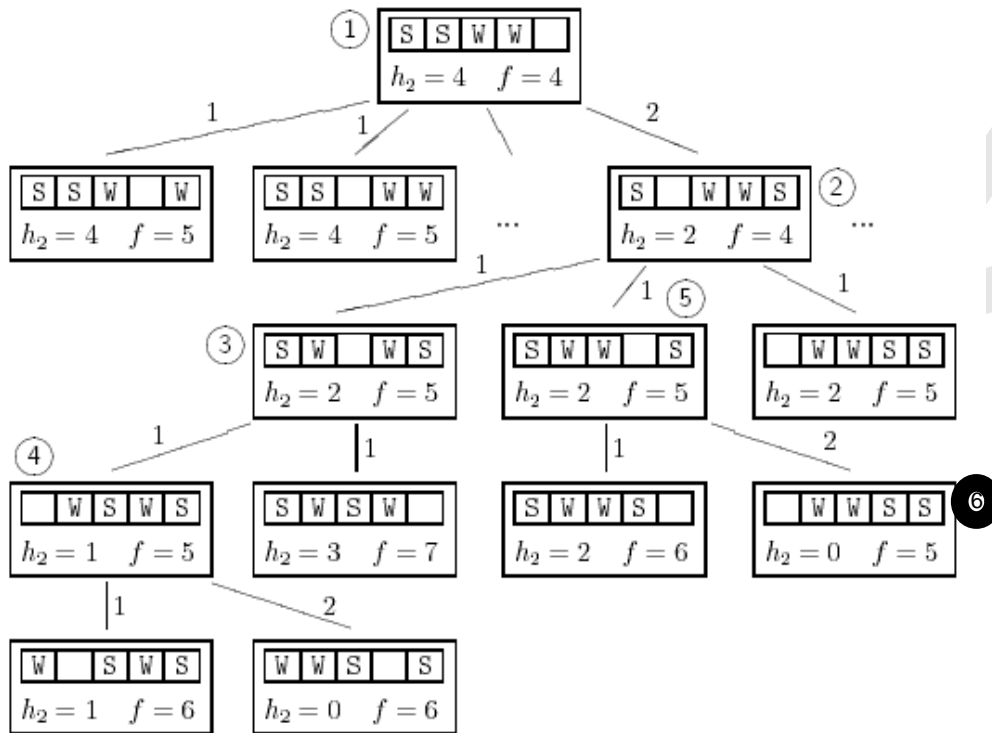 1
S S W W
h₂ = 4 f = 4
1
1
2
S S W W
h₂ = 4 f = 5
S S W W
h₂ = 4 f = 5
...
S W W S
h₂ = 2 f = 4
2
...
1
1
1
3
S W W S
h₂ = 2 f = 5
5
S W W S
h₂ = 2 f = 5
W W S S
h₂ = 2 f = 5
1
1
1
2
4
W S W S
h₂ = 1 f = 5
S W S W
h₂ = 3 f = 7
S W W S
h₂ = 2 f = 6
W W S S
h₂ = 0 f = 5
6
1
2
W S W S
h₂ = 1 f = 6
W W S S
h₂ = 0 f = 6